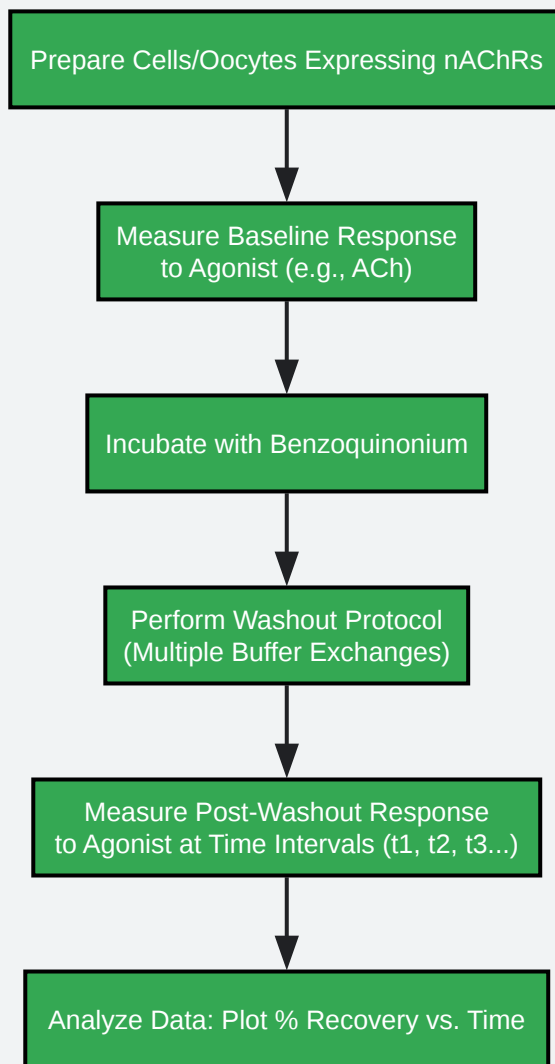 Prepare Cells/Oocytes Expressing nAChRs
Measure Baseline Response
to Agonist (e.g., ACh)
Incubate with Benzoquinonium
Perform Washout Protocol
(Multiple Buffer Exchanges)
Measure Post-Washout Response
to Agonist at Time Intervals (t1, t2, t3...)
Analyze Data: Plot % Recovery vs. Time